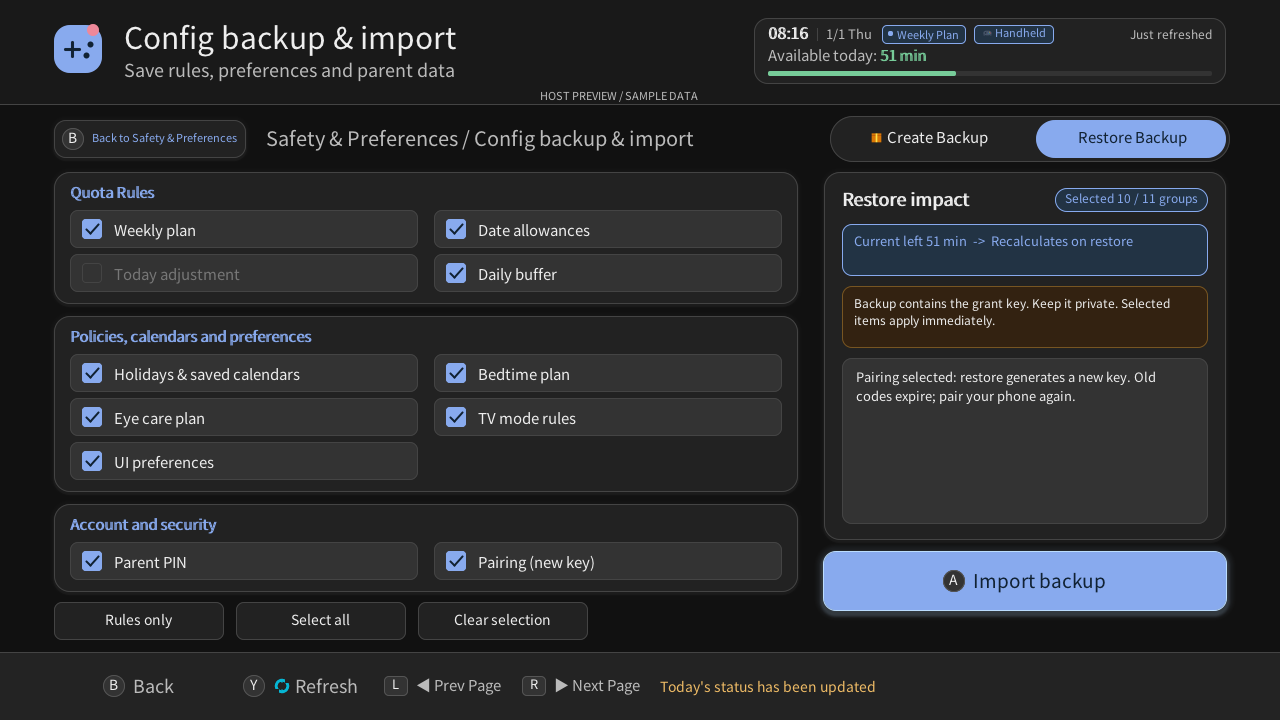 Config backup & import
Save rules, preferences and parent data
08:16 | 1/1 Thu Weekly Plan Handheld Just refreshed
Available today: 51 min
HOST PREVIEW / SAMPLE DATA
B Back to Safety & Preferences
Safety & Preferences / Config backup & import
Create Backup
Restore Backup
Quota Rules
Weekly plan
Date allowances
Today adjustment
Daily buffer
Policies, calendars and preferences
Holidays & saved calendars
Bedtime plan
Eye care plan
TV mode rules
UI preferences
Account and security
Parent PIN
Pairing (new key)
Rules only
Select all
Clear selection
Restore impact
Selected 10 / 11 groups
Current left 51 min -> Recalculates on restore
Backup contains the grant key. Keep it private. Selected
items apply immediately.
Pairing selected: restore generates a new key. Old
codes expire; pair your phone again.
A Import backup
B Back
Y Refresh
L ◀ Prev Page
R ▶ Next Page
Today's status has been updated